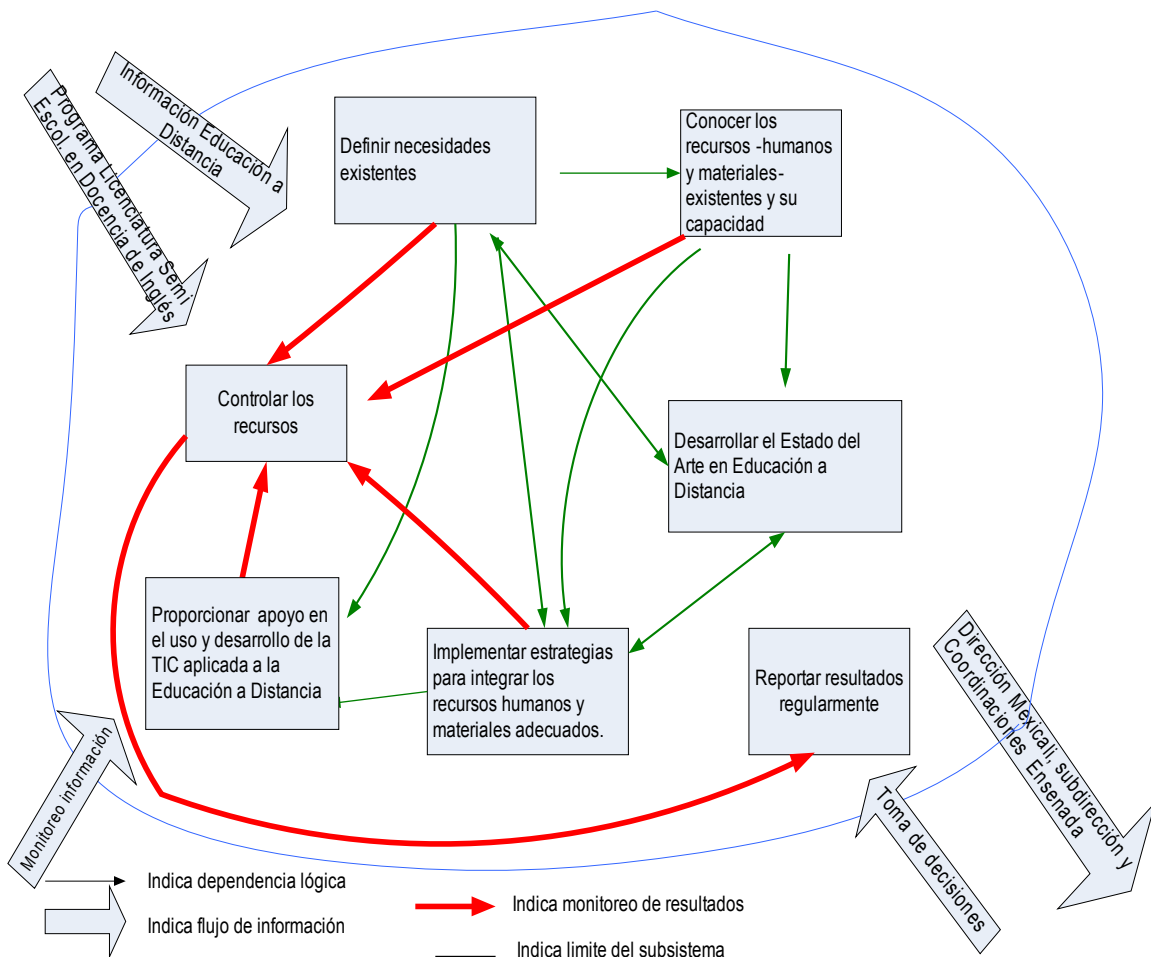 Programa Licenciatura Semi
Escol. en Docencia de Inglés
Información Educación a
Distancia
Definir necesidades
existentes
Conocer los
recursos -humanos
y materiales-
existentes y su
capacidad
Controlar los
recursos
Desarrollar el Estado del
Arte en Educación a
Distancia
Proporcionar apoyo en
el uso y desarrollo de la
TIC aplicada a la
Educación a Distancia
Implementar estrategias
para integrar los
recursos humanos y
materiales adecuados.
Reportar resultados
regularmente
Dirección Mexicali, subdirección y
Coordinaciones Ensenada
Monitoreo información
Toma de decisiones
Indica dependencia lógica
Indica flujo de información
Indica monitoreo de resultados
Indica limite del subsistema